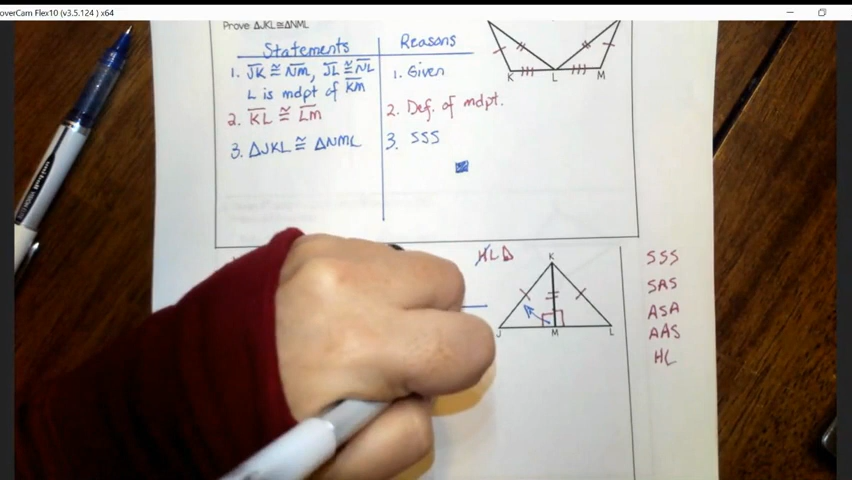 overCam Flex10 (v3.5.124 ) x64
Prove ΔJKL≅ΔNML
Statements Reasons
1. JK ≅ NM, JL ≅ NL 1. Given
L is mdpt of KM
2. KL ≅ LM 2. Def. of mdpt.
3. ΔJKL ≅ ΔNML 3. SSS
K L M
HL Δ
K
J M L
SSS
SAS
ASA
AAS
HL